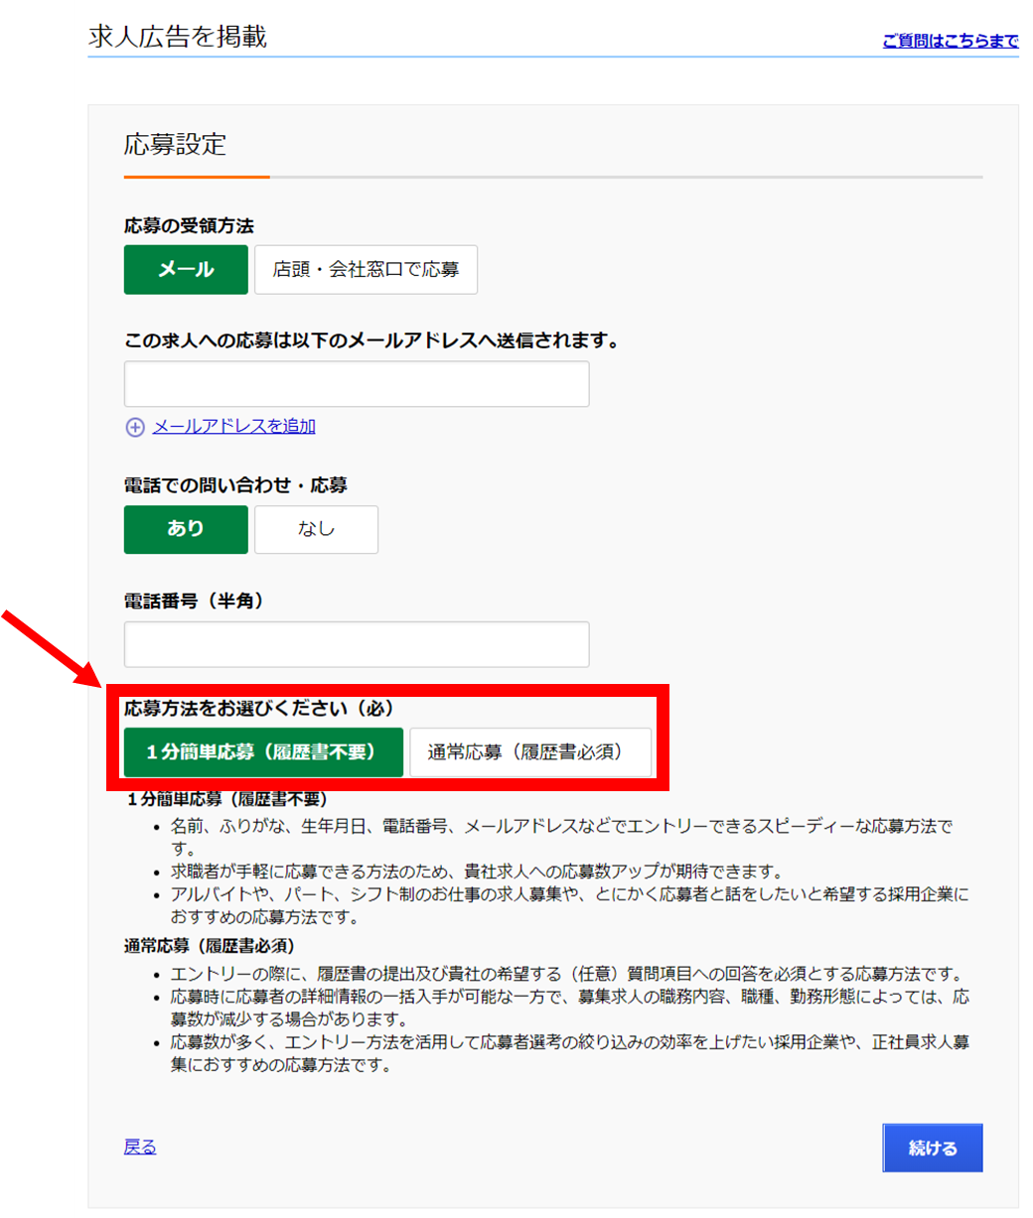 求人広告を掲載
ご質問はこちらまで
応募設定
応募の受領方法
メール 店頭・会社窓口で応募
この求人への応募は以下のメールアドレスへ送信されます。
メールアドレスを追加
電話での問い合わせ・応募
あり なし
電話番号（半角）
応募方法をお選びください（必）
１分簡単応募（履歴書不要） 通常応募（履歴書必須）
１分簡単応募（履歴書不要）
• 名前、ふりがな、生年月日、電話番号、メールアドレスなどでエントリーできるスピーディーな応募方法で
す。
• 求職者が手軽に応募できる方法のため、貴社求人への応募数アップが期待できます。
• アルバイトや、パート、シフト制のお仕事の求人募集や、とにかく応募者と話をしたいと希望する採用企業に
おすすめの応募方法です。
通常応募（履歴書必須）
• エントリーの際に、履歴書の提出及び貴社の希望する（任意）質問項目への回答を必須とする応募方法です。
• 応募時に応募者の詳細情報の一括入手が可能な一方で、募集求人の職務内容、職種、勤務形態によっては、応
募数が減少する場合があります。
• 応募数が多く、エントリー方法を活用して応募者選考の絞り込みの効率を上げたい採用企業や、正社員求人募
集におすすめの応募方法です。
戻る 続ける